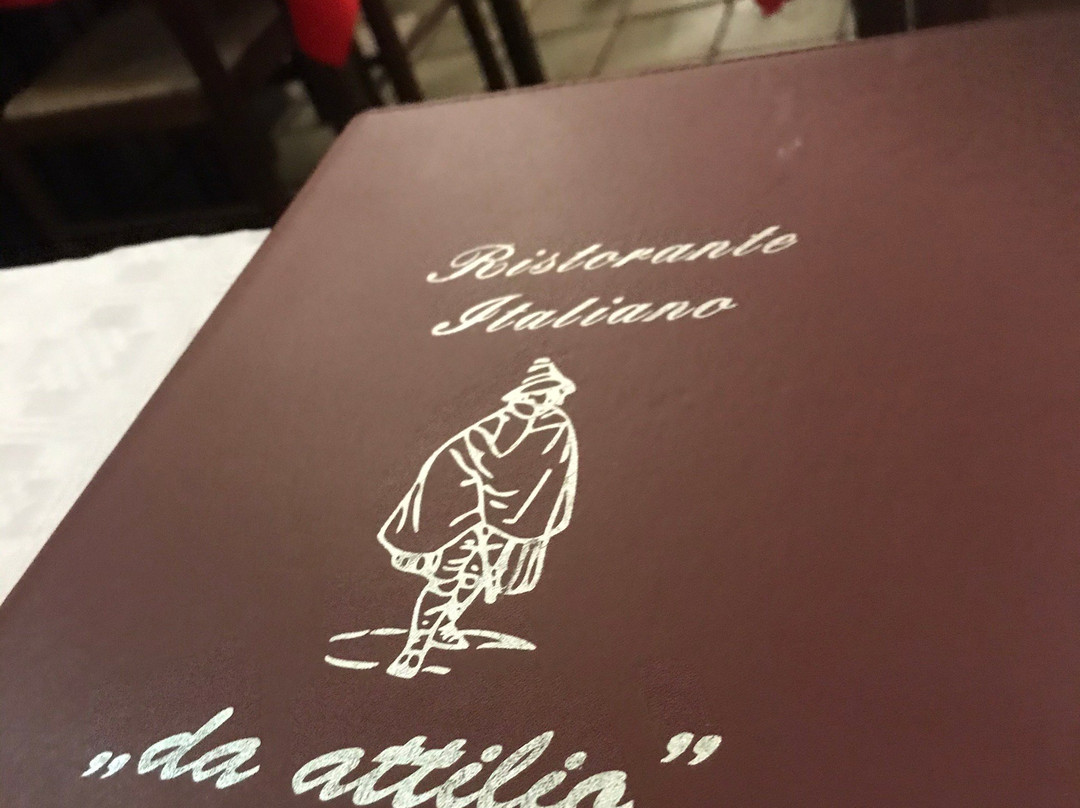 Ristorante
Italiano
„da attilio”